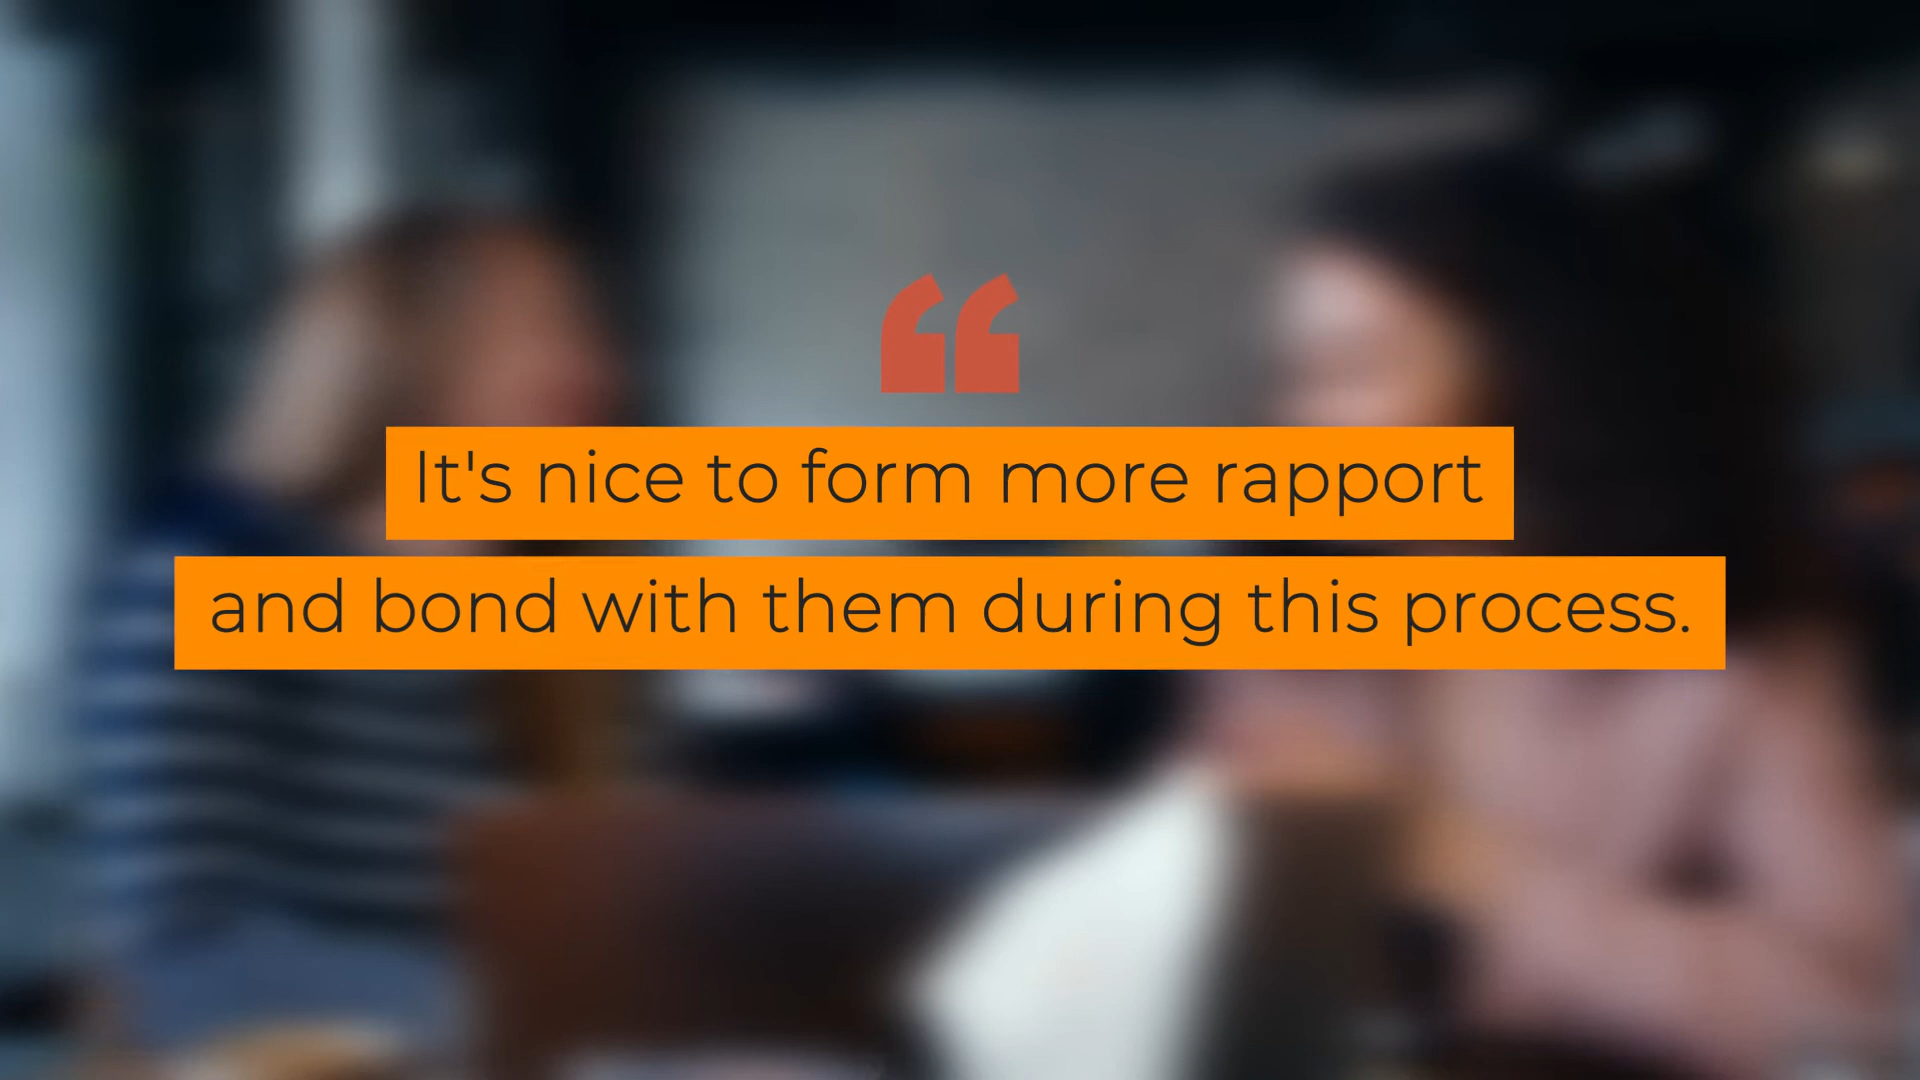 “
It's nice to form more rapport
and bond with them during this process.